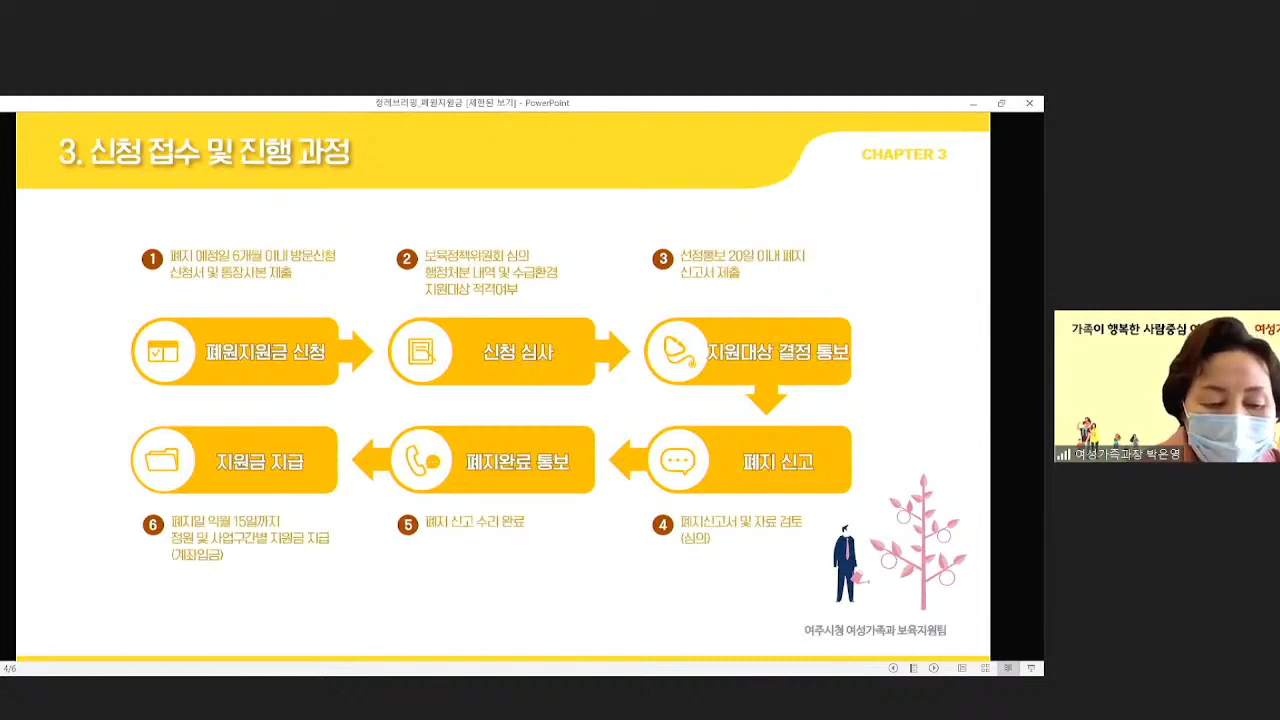 정례브리핑_폐원지원금 [제한된 보기] - PowerPoint
3. 신청 접수 및 진행 과정
CHAPTER 3
1 폐지 예정일 6개월 이내 방문신청
신청서 및 통장사본 제출
2 보육정책위원회 심의
행정처분 내역 및 수급환경
지원대상 적격여부
3 선정통보 20일 이내 폐지
신고서 제출
폐원지원금 신청
신청 심사
지원대상 결정 통보
지원금 지급
폐지완료 통보
폐지 신고
6 폐지일 익월 15일까지
정원 및 사업구간별 지원금 지급
(계좌입금)
5 폐지 신고 수리 완료
4 폐지신고서 및 자료 검토
(심의)
여주시청 여성가족과 보육지원팀
4/6
가족이 행복한 사람중심 여 여성가
여성가족과장 박은영